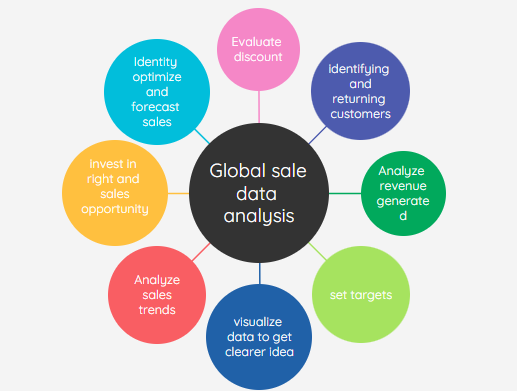 Evaluate
discount
Identity
optimize
and
forecast
sales
Identifying
and
returning
customers
Invest in
right and
sales
opportunity
Global sale
data
analysis
Analyze
revenue
generate
d
Analyze
sales
trends
set targets
visualize
data to get
clearer idea